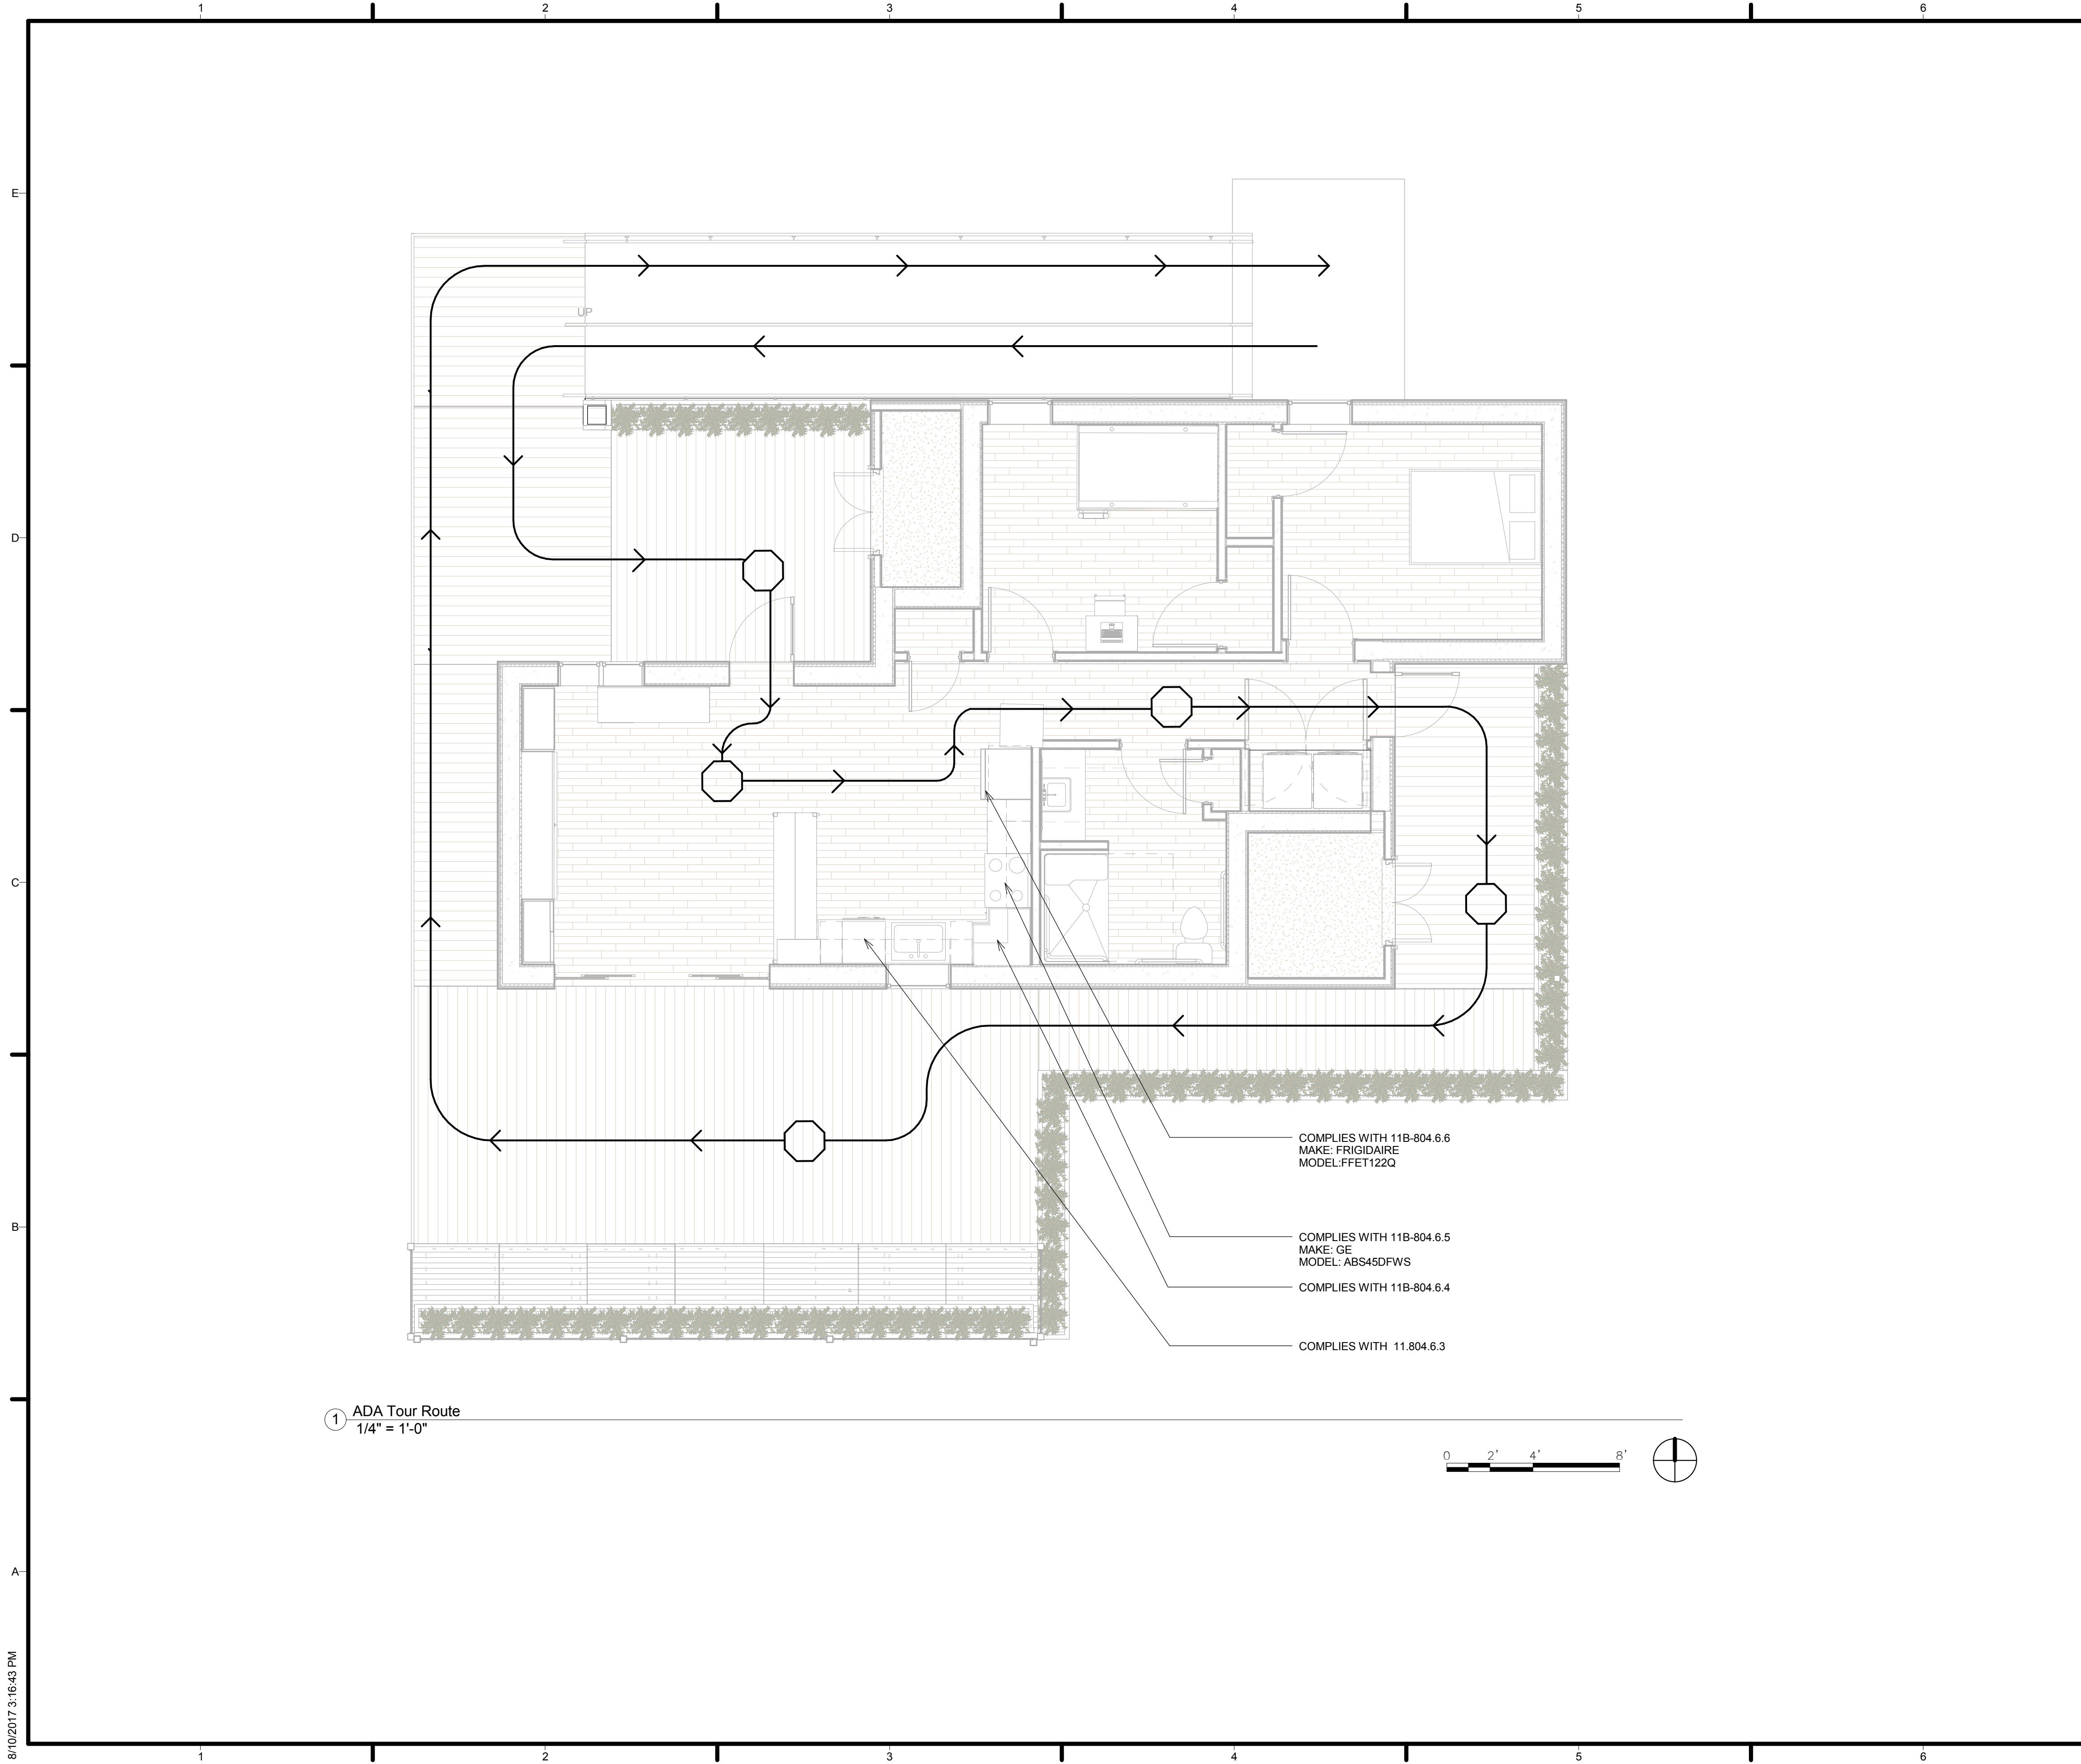 1 2 3 4 5 6
E
UP
D
C
COMPLIES WITH 11B-804.6.6
MAKE: FRIGIDAIRE
MODEL:FFET122Q
B
COMPLIES WITH 11B-804.6.5
MAKE: GE
MODEL: ABS45DFWS
COMPLIES WITH 11B-804.6.4
COMPLIES WITH  11.804.6.3
1 ADA Tour Route
1/4" = 1'-0"
0 2' 4' 8'
A
8/10/2017 3:16:43 PM
1 2 3 4 5 6